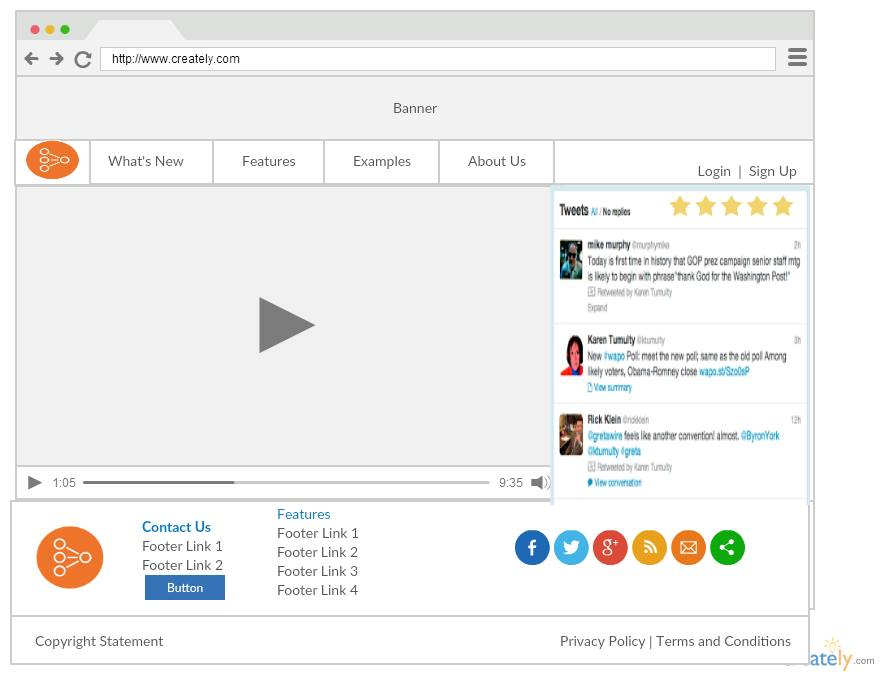 http://www.creately.com
Banner
What's New
Features
Examples
About Us
Login | Sign Up
Tweets All / No replies
mike murphy @murphymike 2h
Today is first time in history that GOP prez campaign senior staff mtg
is likely to begin with phrase"thank God for the Washington Post!"
Retweeted by Karen Tumulty
Expand
Karen Tumulty @ktumulty 3h
New #wapo Poll: meet the new poll; same as the old poll Among
likely voters, Obama-Romney close wapo.st/Szo0sP
View summary
Rick Klein @rickklein 12h
@gretawire feels like another convention! almost. @ByronYork
@ktumulty #greta
Retweeted by Karen Tumulty
View conversation
1:05
9:35
Contact Us
Footer Link 1
Footer Link 2
Button
Features
Footer Link 1
Footer Link 2
Footer Link 3
Footer Link 4
f
g+
Copyright Statement
Privacy Policy | Terms and Conditions
ately.com